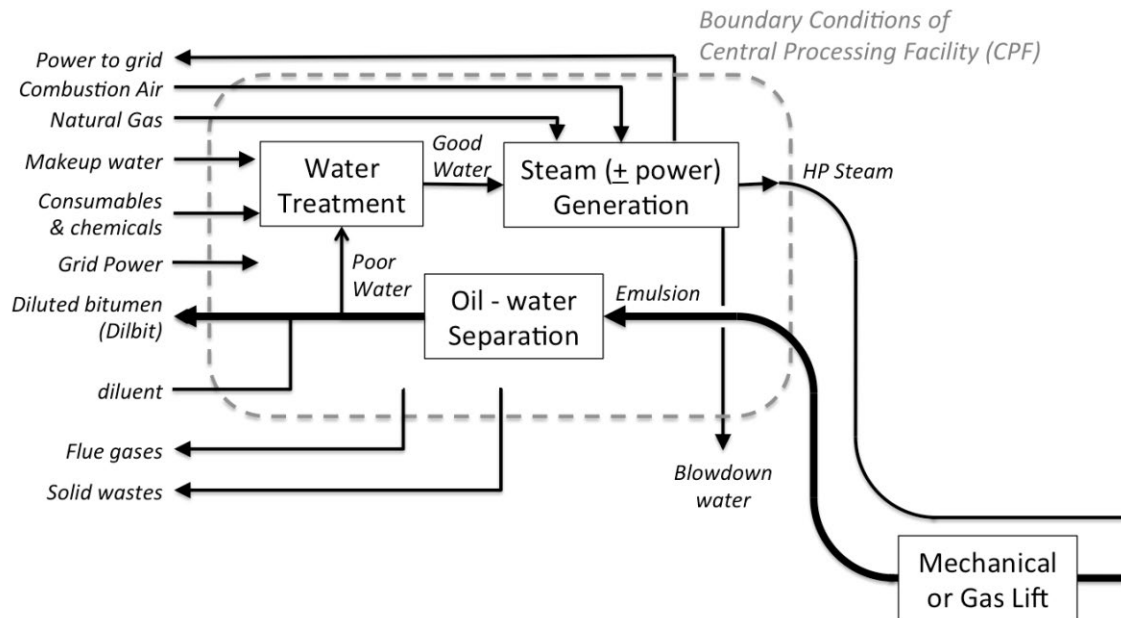 Boundary Conditions of
Central Processing Facility (CPF)
Power to grid
Combustion Air
Natural Gas
Makeup water
Consumables
& chemicals
Grid Power
Diluted bitumen
(Dilbit)
diluent
Flue gases
Solid wastes
Water
Treatment
Good
Water
Steam (± power)
Generation
HP Steam
Poor
Water
Oil - water
Separation
Emulsion
Blowdown
water
Mechanical
or Gas Lift